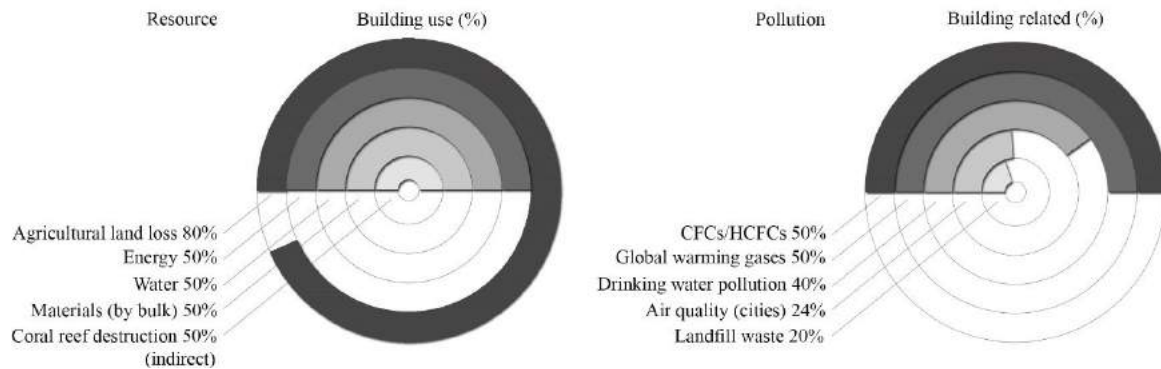 Resource Building use (%)
Agricultural land loss 80%
Energy 50%
Water 50%
Materials (by bulk) 50%
Coral reef destruction 50%
(indirect)
Pollution Building related (%)
CFCs/HCFCs 50%
Global warming gases 50%
Drinking water pollution 40%
Air quality (cities) 24%
Landfill waste 20%